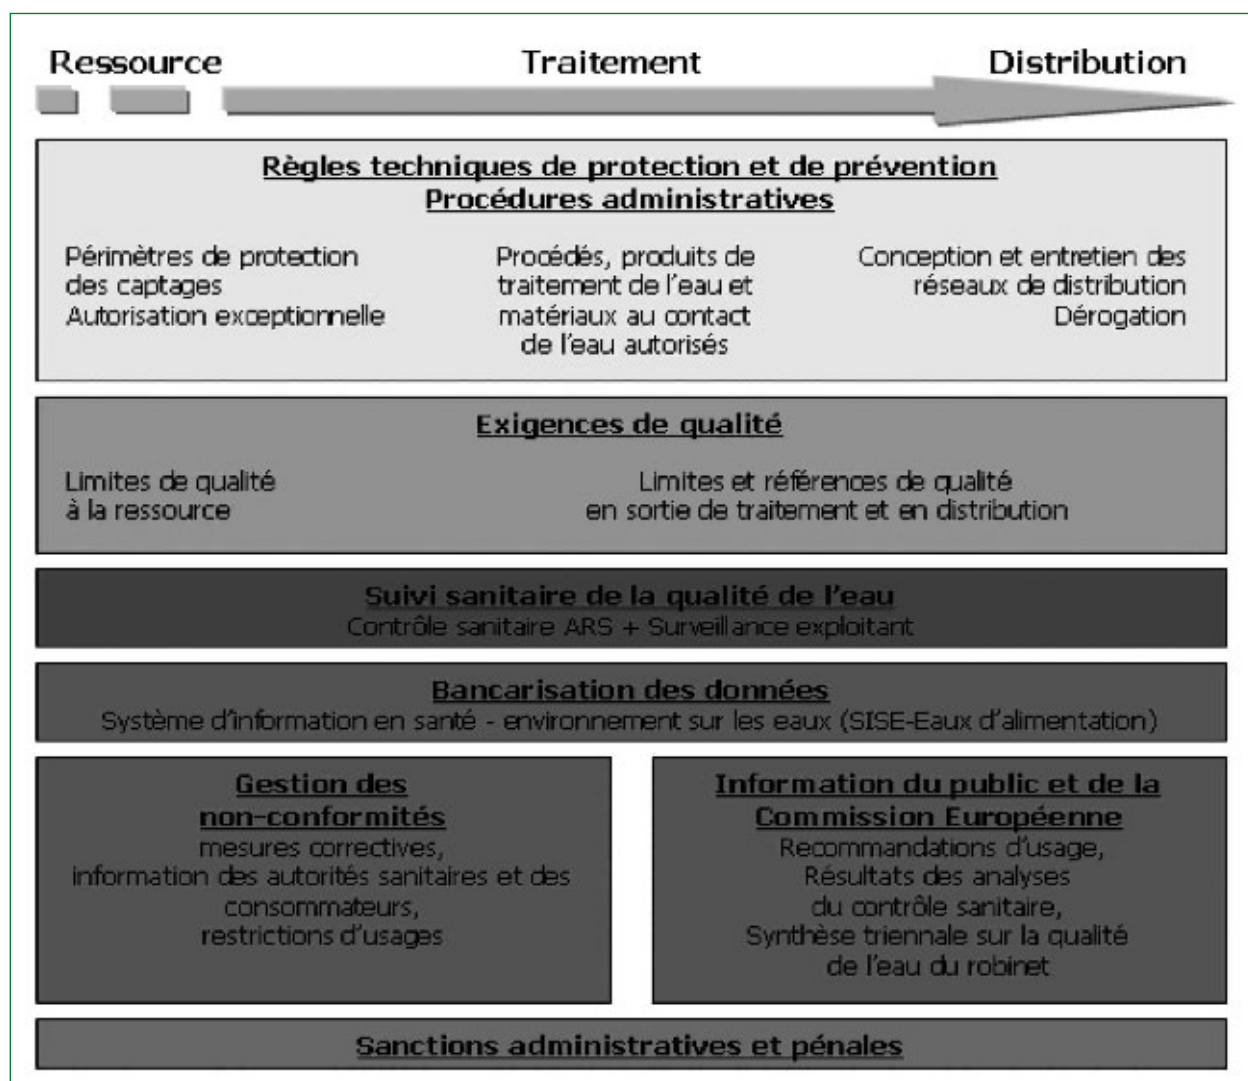 Ressource Traitement Distribution
Règles techniques de protection et de prévention
Procédures administratives
Périmètres de protection
des captages
Autorisation exceptionnelle
Procédés, produits de
traitement de l'eau et
matériaux au contact
de l'eau autorisés
Conception et entretien des
réseaux de distribution
Dérogation
Exigences de qualité
Limites de qualité
à la ressource
Limites et références de qualité
en sortie de traitement et en distribution
Suivi sanitaire de la qualité de l'eau
Contrôle sanitaire ARS + Surveillance exploitant
Bancarisation des données
Système d'information en santé - environnement sur les eaux (SISE-Eaux d'alimentation)
Gestion des
non-conformités
mesures correctives,
information des autorités sanitaires et des
consommateurs,
restrictions d'usages
Information du public et de la
Commission Européenne
Recommandations d'usage,
Résultats des analyses
du contrôle sanitaire,
Synthèse triennale sur la qualité
de l'eau du robinet
Sanctions administratives et pénales